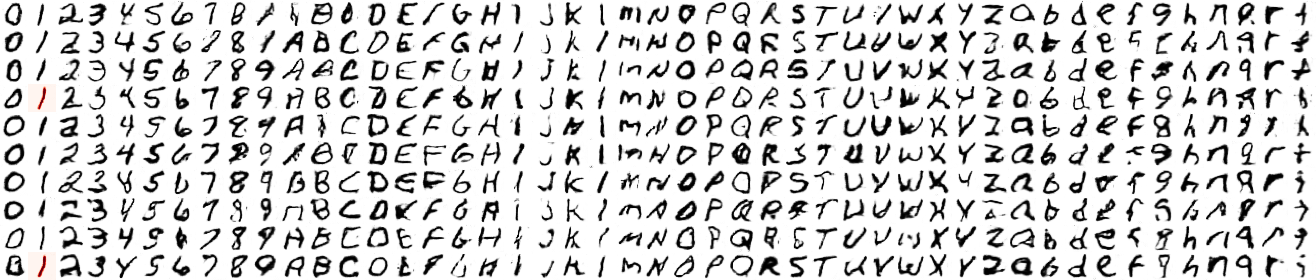 0 1 2 3 4 5 6 7 8 A B D E F G H I J K I M N O P Q R S T U V W X Y Z a b d e f g h n q r t
0 1 2 3 4 5 6 7 8 A B C D E F G H I J K I M N O P Q R S T U V W X Y Z a b d e f h n q r t
0 1 2 3 4 5 6 7 8 9 A B C D E F G H I J K I M N O P Q R S T U V W X Y Z a b d e f g h n q r t
0 1 2 3 4 5 6 7 8 9 A B C D E F G H I J K I M N O P Q R S T U V W X Y Z a b d e f g h n q r t
0 1 2 3 4 5 6 7 8 9 A C D E F G H I J K I M N O P Q R S T U V W X Y Z a b d e f g h n q r t
0 1 2 3 4 5 6 7 8 9 A B C D E F G H I J K I M N O P Q R S T U V W X Y Z a b d e f g h n q r t
0 1 2 3 4 5 6 7 8 9 B B C D E F G H I J K I M N O P Q R S T U V W X Y Z a b d e f g h n q r
0 1 2 3 4 5 6 7 8 9 A B C D E F G H I J K I M N O P Q R S T U V W X Y Z a b d e f g h n q r
0 1 2 3 4 5 6 7 8 9 A B C D E F G H I J K I M N O P Q R S T U V W X Y Z a b d e f g h n q r
0 1 2 3 4 5 6 7 8 9 A B C D E F G H I J K I M N O P Q R S T U V W X Y Z a b d e f g h n q r t